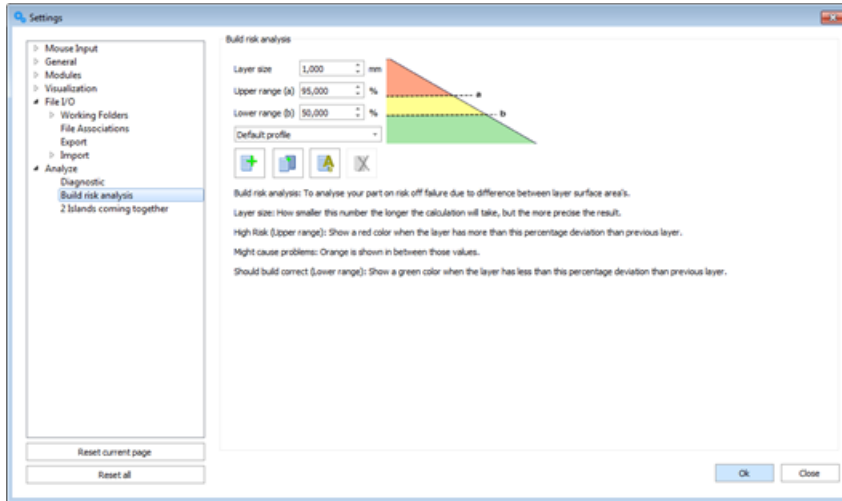 Settings
Mouse Input
General
Modules
Visualization
File I/O
Working Folders
File Associations
Export
Import
Analyze
Diagnostic
Build risk analysis
2 Islands coming together
Reset current page
Reset all
Build risk analysis
Layer size 1,000 mm
Upper range (a) 95,000 %
Lower range (b) 50,000 %
Default profile
a
b
A
Build risk analysis: To analyse your part on risk off failure due to difference between layer surface area's.
Layer size: How smaller this number the longer the calculation will take, but the more precise the result.
High Risk (Upper range): Show a red color when the layer has more than this percentage deviation than previous layer.
Might cause problems: Orange is shown in between those values.
Should build correct (Lower range): Show a green color when the layer has less than this percentage deviation than previous layer.
Ok Close